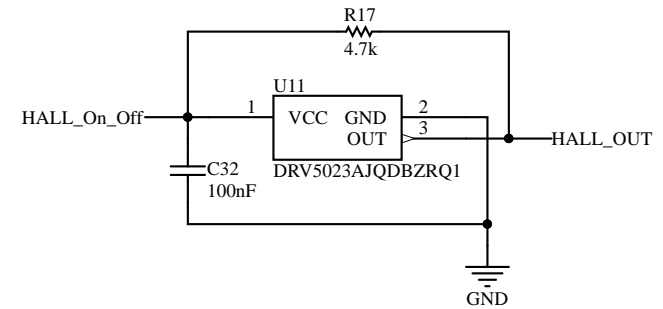 R17
4.7k
U11
HALL_On_Off
1
VCC
GND
2
OUT
3
HALL_OUT
C32
100nF
DRV5023AJQDBZRQ1
GND